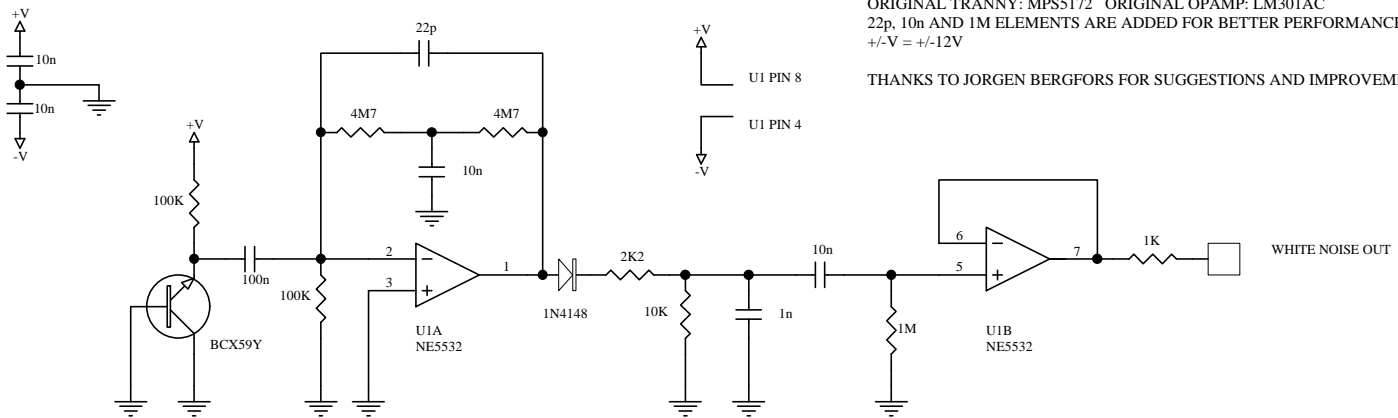 ORIGINAL TRANNY: MPS5172 ORIGINAL OPAMP: LM301AC
22p, 10n AND 1M ELEMENTS ARE ADDED FOR BETTER PERFORMANCE
+/-V = +/-12V
THANKS TO JORGEN BERGFORS FOR SUGGESTIONS AND
+V
10n
10n
-V
22p
4M7
4M7
10n
+V
U1 PIN 8
U1 PIN 4
-V
+V
100K
100n
BCX59Y
100K
2
3
1
U1A
NE5532
1N4148
2K2
10K
1n
10n
1M
6
5
7
U1B
NE5532
1K
WHITE NOISE OUT